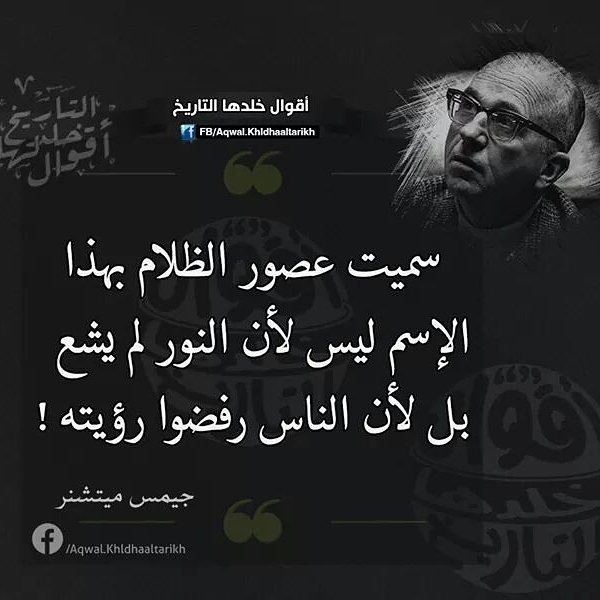 أقوال خلدها التاريخ
FB/Aqwal.Khldhaaltarikh
سميت عصور الظلام بهذا
الإسم ليس لأن النور لم يشع
بل لأن الناس رفضوا رؤيته !
جيمس ميتشنر
/Aqwal.Khldhaaltarikh